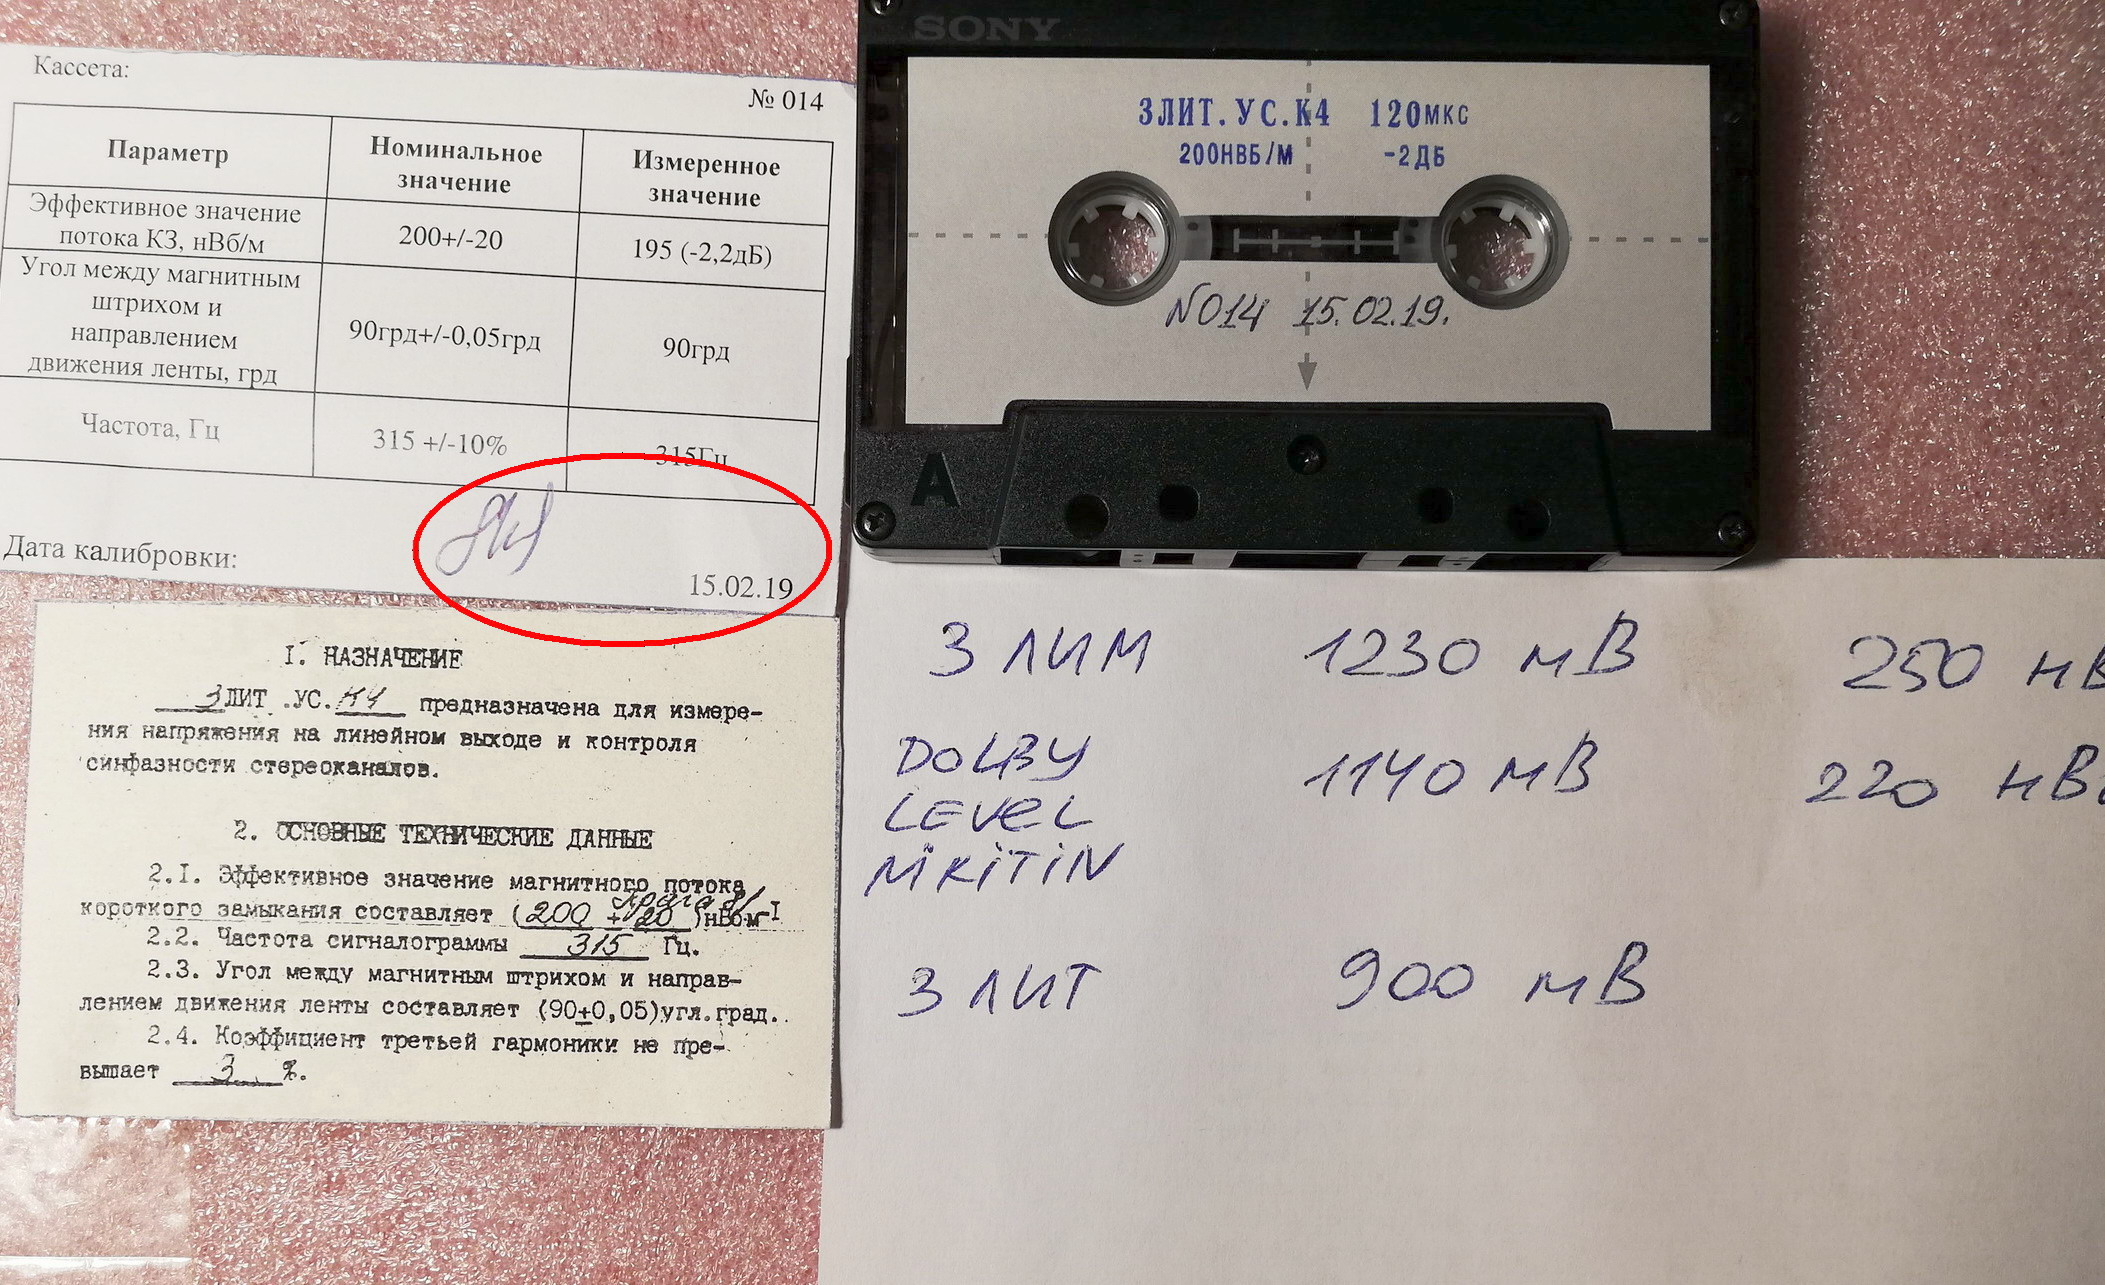 Кассета:
№ 014
Параметр
Номинальное
значение
Измеренное
значение
Эффективное значение
потока КЗ, нВб/м
200+/-20
195 (-2,2дБ)
Угол между магнитным
штрихом и
направлением
движения ленты, грд
90грд+/-0,05грд
90грд
Частота, Гц
315 +/-10%
315Гц
Дата калибровки:
15.02.19
I. НАЗНАЧЕНИЕ
3ЛИТ .УС. К4 предназначена для измере-
ния напряжения на линейном выходе и контроля
синфазности стереоканалов.
2. ОСНОВНЫЕ ТЕХНИЧЕСКИЕ ДАННЫЕ
2.I. Эффективное значение магнитного потока
короткого замыкания составляет (200 ± 20 )нВбм-I
2.2. Частота сигналограммы 315 Гц.
2.3. Угол между магнитным штрихом и направ-
лением движения ленты составляет (90±0,05)угл.град.
2.4. Коэффициент третьей гармоники не пре-
вышает 3 %.
SONY
ЗЛИТ.УС.К4 120МКС
200НВБ/М -2ДБ
N014 15.02.19.
A
3 ЛИМ 1230 мВ 250 нВ
DOLBY 1140 мВ 220 нВ
LEVEL
MIKITIN
3 ЛИТ 900 мВ